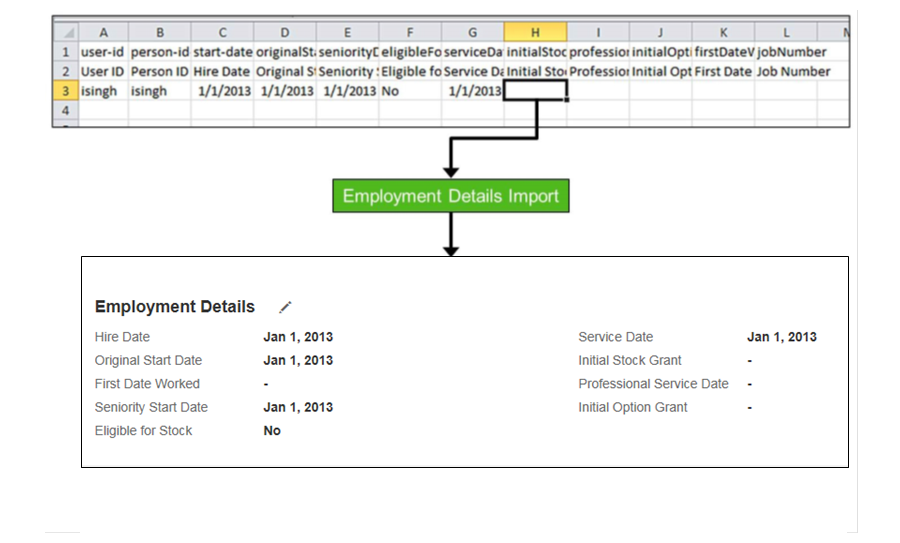 A B C D E F G H I J K L
1 user-id person-id start-date originalSta seniorityD eligibleFo serviceDa initialStoc profession initialOpti firstDateV jobNumber
2 User ID Person ID Hire Date Original S Seniority Eligible fo Service Da Initial Sto Profession Initial Opt First Date Job Number
3 isingh isingh 1/1/2013 1/1/2013 1/1/2013 No 1/1/2013
4
Employment Details Import
Employment Details
Hire Date Jan 1, 2013 Service Date Jan 1, 2013
Original Start Date Jan 1, 2013 Initial Stock Grant -
First Date Worked - Professional Service Date -
Seniority Start Date Jan 1, 2013 Initial Option Grant -
Eligible for Stock No